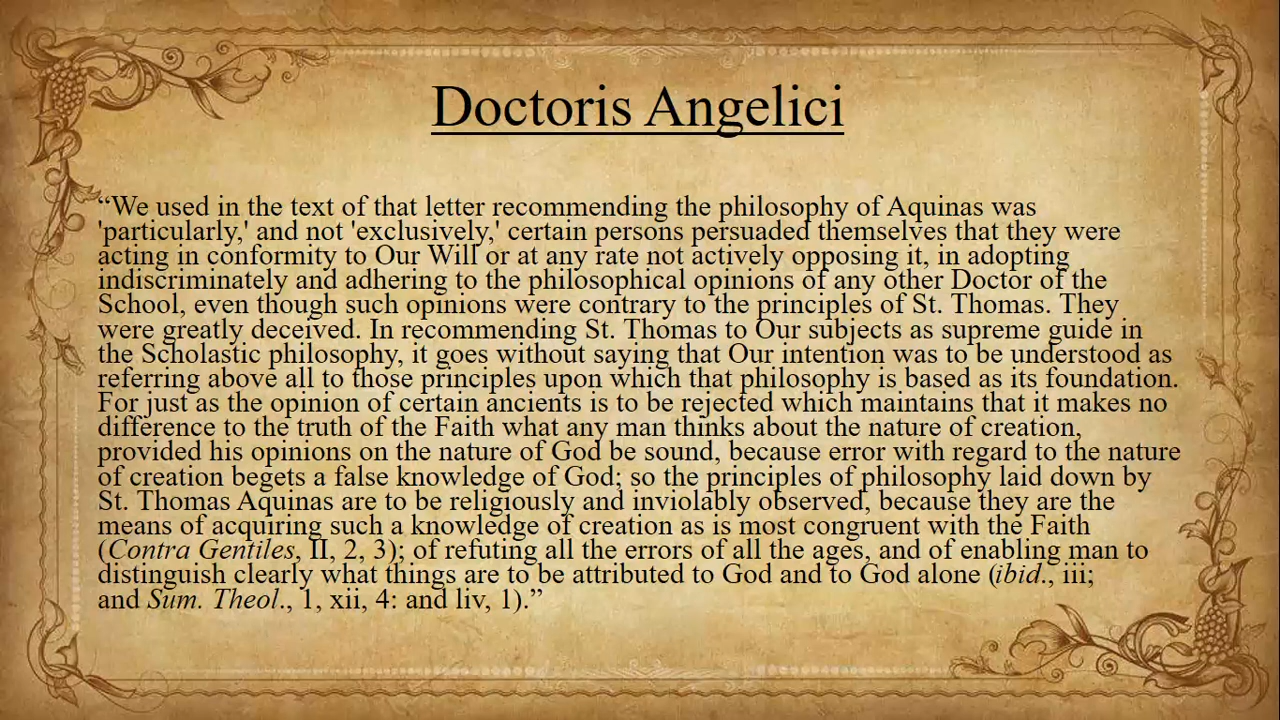 Doctoris Angelici
“We used in the text of that letter recommending the philosophy of Aquinas was
'particularly,' and not 'exclusively,' certain persons persuaded themselves that they were
acting in conformity to Our Will or at any rate not actively opposing it, in adopting
indiscriminately and adhering to the philosophical opinions of any other Doctor of the
School, even though such opinions were contrary to the principles of St. Thomas. They
were greatly deceived. In recommending St. Thomas to Our subjects as supreme guide in
the Scholastic philosophy, it goes without saying that Our intention was to be understood as
referring above all to those principles upon which that philosophy is based as its foundation.
For just as the opinion of certain ancients is to be rejected which maintains that it makes no
difference to the truth of the Faith what any man thinks about the nature of creation,
provided his opinions on the nature of God be sound, because error with regard to the nature
of creation begets a false knowledge of God; so the principles of philosophy laid down by
St. Thomas Aquinas are to be religiously and inviolably observed, because they are the
means of acquiring such a knowledge of creation as is most congruent with the Faith
(Contra Gentiles, II, 2, 3); of refuting all the errors of all the ages, and of enabling man to
distinguish clearly what things are to be attributed to God and to God alone (ibid., iii;
and Sum. Theol., 1, xii, 4: and liv, 1).”